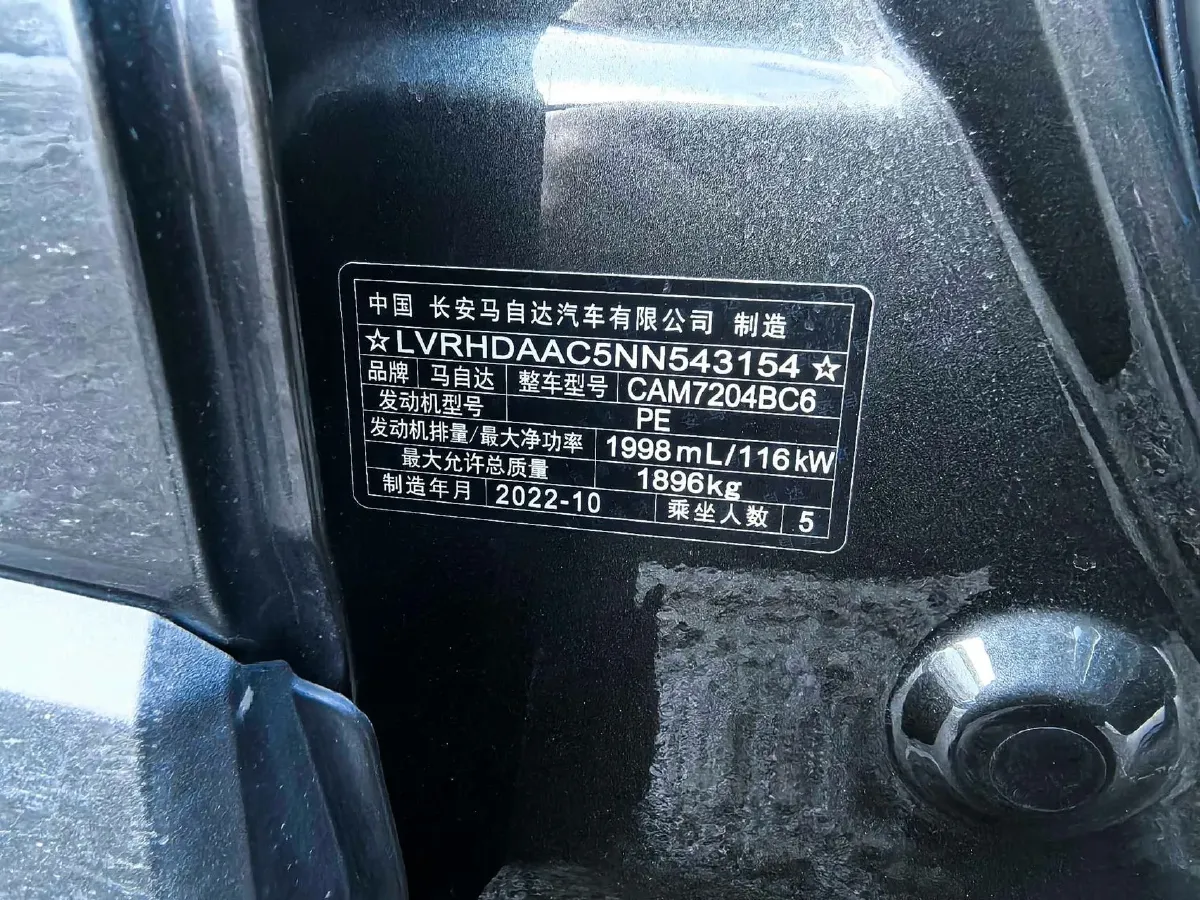 中国 长安马自达汽车有限公司 制造
☆LVRHDAAC5NN543154☆
品牌 马自达 整车型号 CAM7204BC6
发动机型号 PE
发动机排量/最大净功率 1998mL/116kW
最大允许总质量 1896kg
制造年月 2022-10 乘坐人数 5